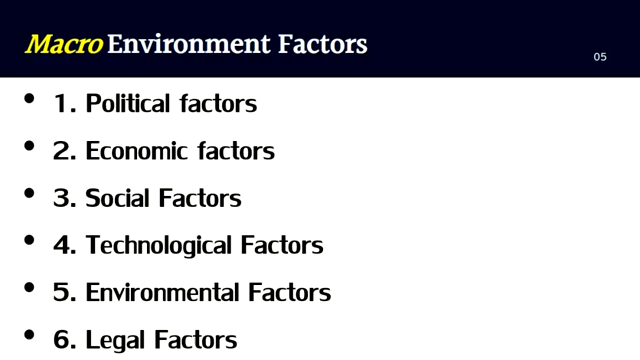 Macro Environment Factors
05
• 1. Political factors
• 2. Economic factors
• 3. Social Factors
• 4. Technological Factors
• 5. Environmental Factors
• 6. Legal Factors